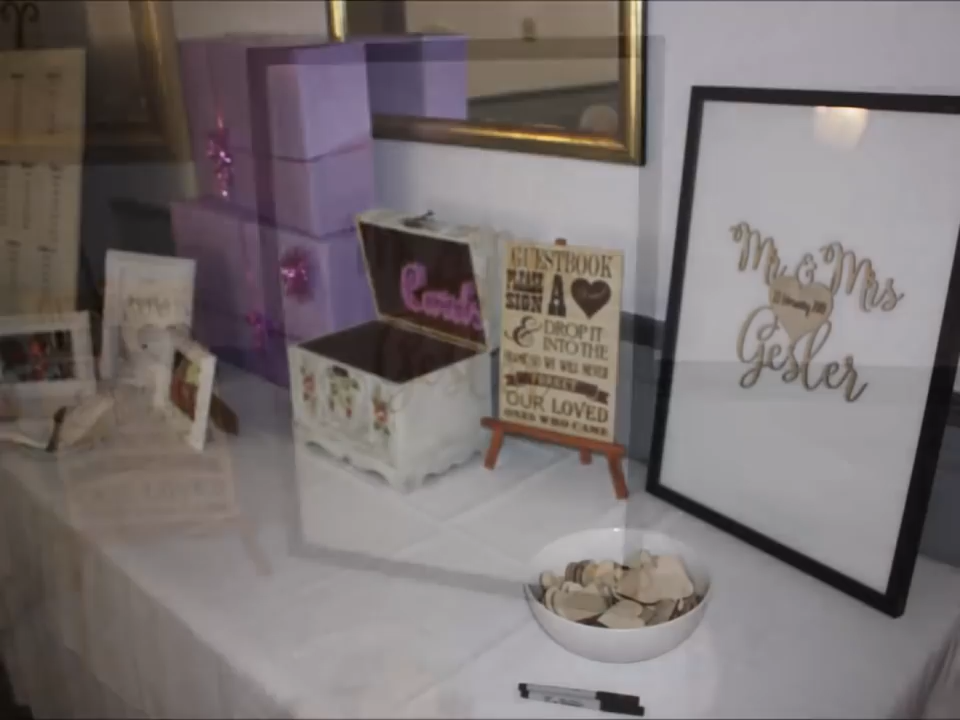 Cards
GUESTBOOK
PLEASE
SIGN A
& DROP IT
INTO THE
FRAME SO WE WILL NEVER
FORGET
OUR LOVED
ONES WHO CAME
Mr & Mrs
Gesler